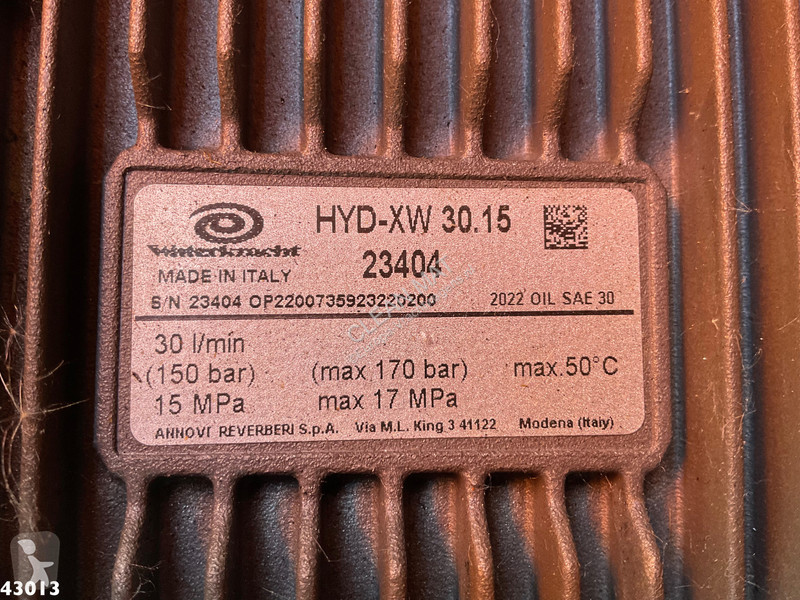 HYD-XW 30.15
23404
MADE IN ITALY
S/N 23404 OP2200735923220200
2022 OIL SAE 30
30 l/min
(150 bar) (max 170 bar) max.50°C
15 MPa max 17 MPa
ANNOVI REVERBERI S.p.A. Via M.L. King 3 41122 Modena (Italy)
43013